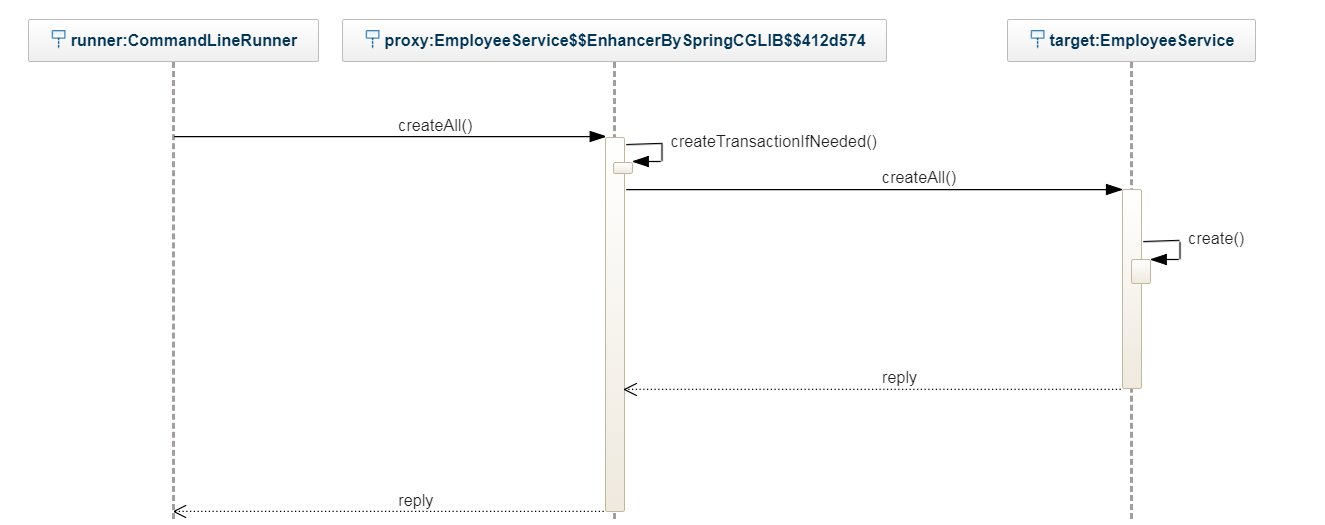 runner:CommandLineRunner
proxy:EmployeeService$$EnhancerBySpringCGLIB$$412d574
target:EmployeeService
createAll()
createTransactionIfNeeded()
createAll()
create()
reply
reply